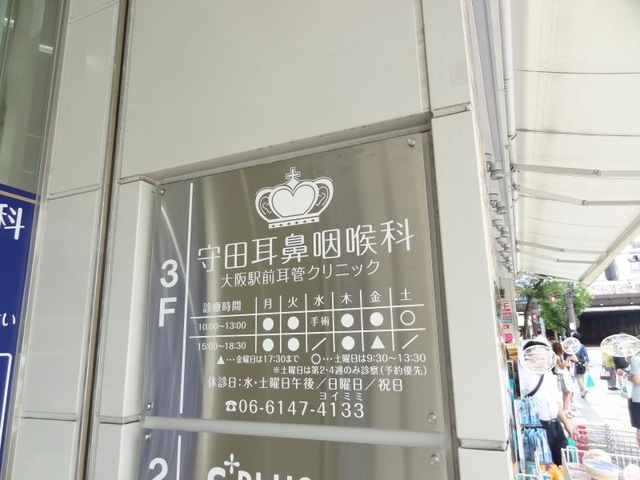 3F
守田耳鼻咽喉科
大阪駅前耳管クリニック
診療時間 月 火 水 木 金 土
10:00〜13:00 ● ● 手術 ● ● ○
15:00〜18:30 ● ● ／ ● ▲ ／
▲…金曜日は17:30まで ○…土曜日は9:30〜13:30
※土曜日は第2・4週のみ診察（予約優先）
休診日：水・土曜日午後／日曜日／祝日
ヨイミミ
☎06-6147-4133
2
科